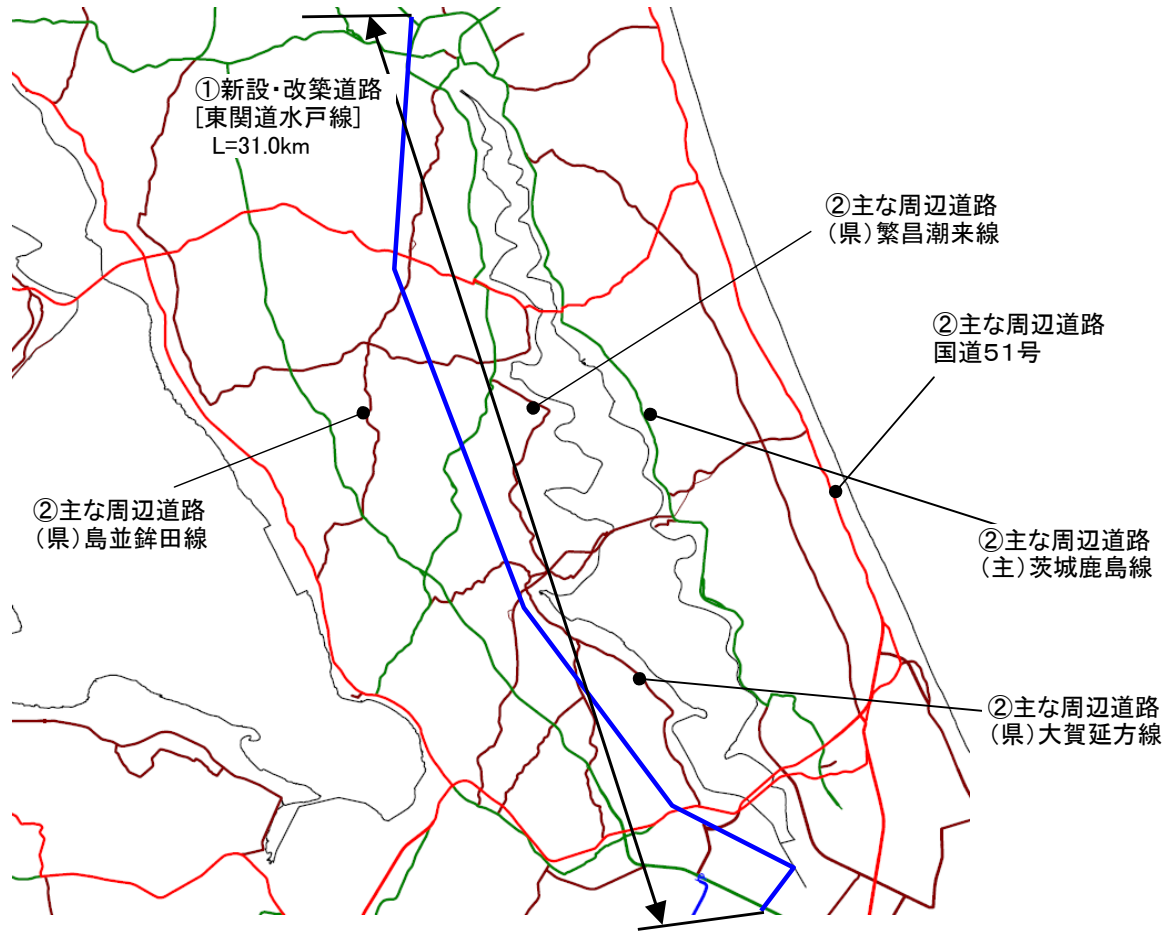 ①新設・改築道路
[東関道水戸線]
L=31.0km
②主な周辺道路
（県）繁昌潮来線
②主な周辺道路
国道５１号
②主な周辺道路
（県）島並鉾田線
②主な周辺道路
（主）茨城鹿島線
②主な周辺道路
（県）大賀延方線